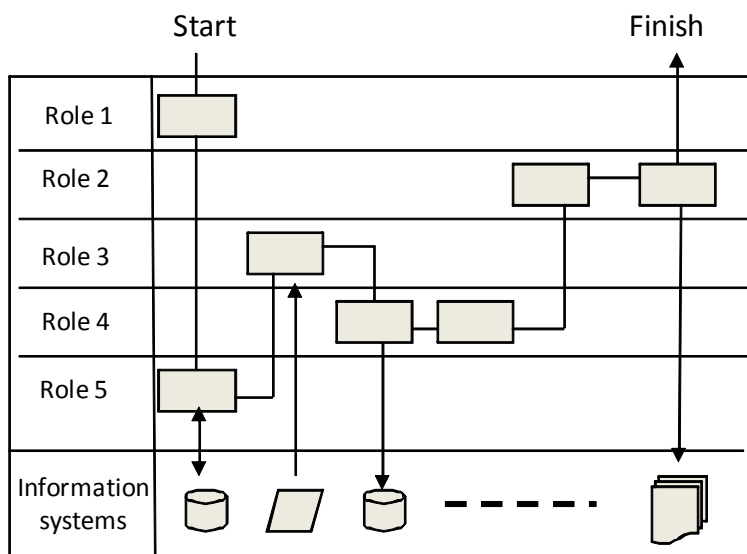 Start
Finish
Role 1
Role 2
Role 3
Role 4
Role 5
Information
systems